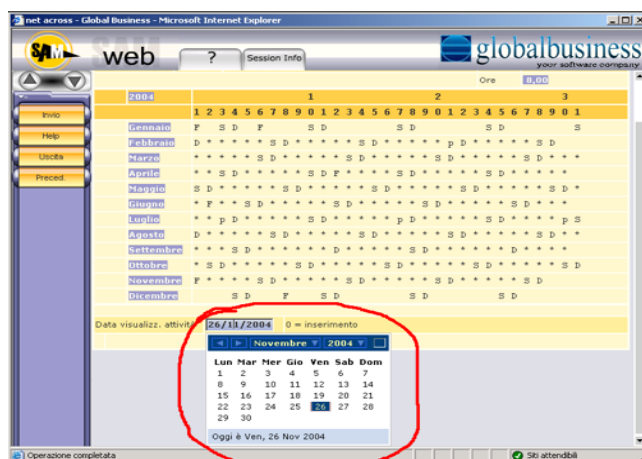 net across - Global Business - Microsoft Internet Explorer
SAM web ? Session Info globalbusiness
your software company
Ore 8,00
2004 1 2 3
1 2 3 4 5 6 7 8 9 0 1 2 3 4 5 6 7 8 9 0 1 2 3 4 5 6 7 8 9 0 1
Invio
Help
Uscita
Preced.
Gennaio F S D F S D S D S D S
Febbraio D * * * * * S D * * * * * S D * * * * * p D * * * * * S D
Marzo * * * * * S D * * * * * S D * * * * * S D * * * * * S D * * *
Aprile * * S D * * * * * S D F * * * * S D * * * * * S D * * * * *
Maggio S D * * * * * S D * * * * * S D * * * * * S D * * * * * S D *
Giugno * F * * S D * * * * * S D * * * * * S D * * * * * S D * * *
Luglio * * p D * * * * * S D * * * * * p D * * * * * S D * * * * p S
Agosto D * * * * * S D * * * * * S D * * * * * S D * * * * * S D * *
Settembre * * * S D * * * * * * D * * * * * S D * * * * * * D * * * *
Ottobre * S D * * * * * S D * * * * * S D * * * * * S D * * * * * S D
Novembre F * * * * S D * * * * * S D * * * * * S D * * * * * S D
Dicembre S D F S D S D S D
Data visualizz. attività 26/11/2004 0 = inserimento
Novembre 2004
Lun Mar Mer Gio Ven Sab Dom
1 2 3 4 5 6 7
8 9 10 11 12 13 14
15 16 17 18 19 20 21
22 23 24 25 26 27 28
29 30
Oggi è Ven, 26 Nov 2004
Operazione completata Siti attendibili